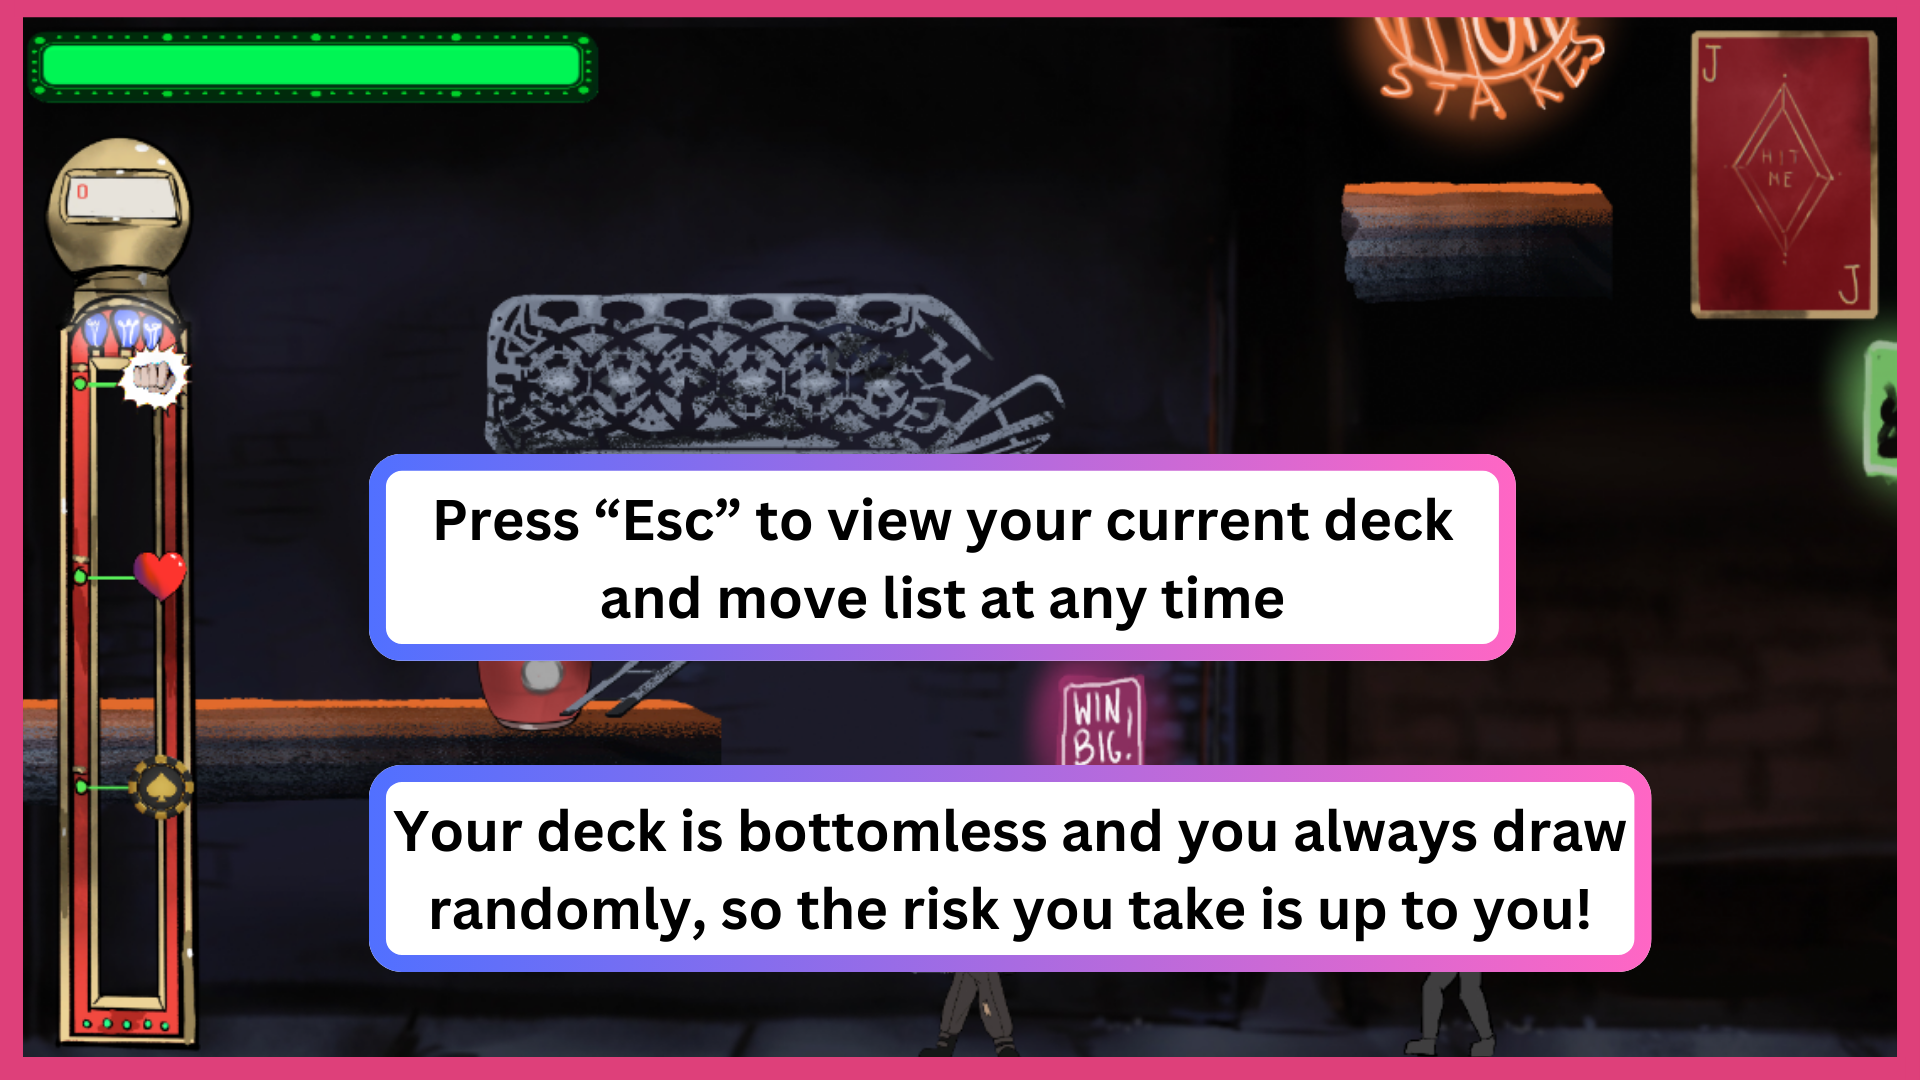 STAKES
J
HIT
ME
J
0
Press “Esc” to view your current deck
and move list at any time
WIN
BIG!
Your deck is bottomless and you always draw
randomly, so the risk you take is up to you!